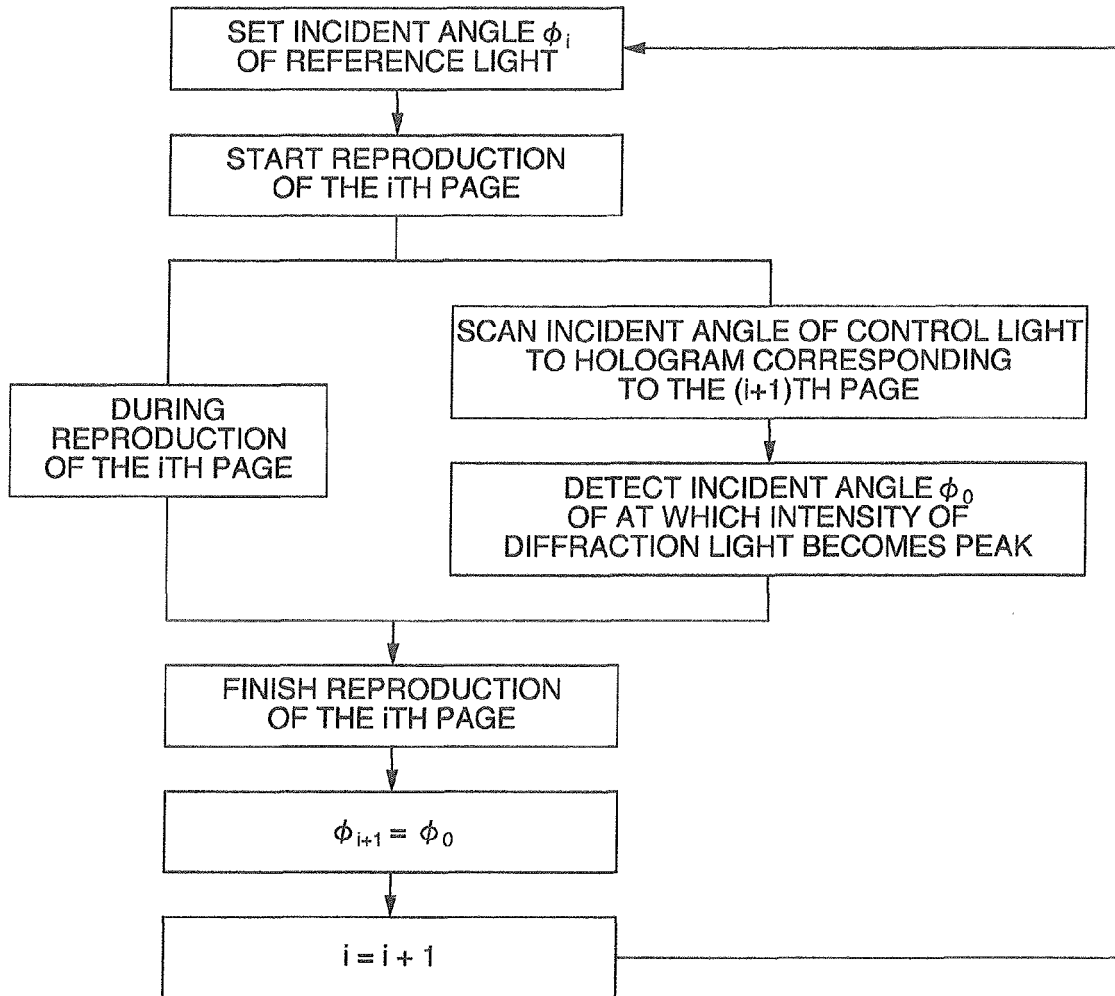 SET INCIDENT ANGLE ϕi
OF REFERENCE LIGHT
START REPRODUCTION
OF THE iTH PAGE
DURING
REPRODUCTION
OF THE iTH PAGE
SCAN INCIDENT ANGLE OF CONTROL LIGHT
TO HOLOGRAM CORRESPONDING
TO THE (i+1)TH PAGE
DETECT INCIDENT ANGLE ϕ0
OF AT WHICH INTENSITY OF
DIFFRACTION LIGHT BECOMES PEAK
FINISH REPRODUCTION
OF THE iTH PAGE
ϕi+1 = ϕ0
i = i + 1